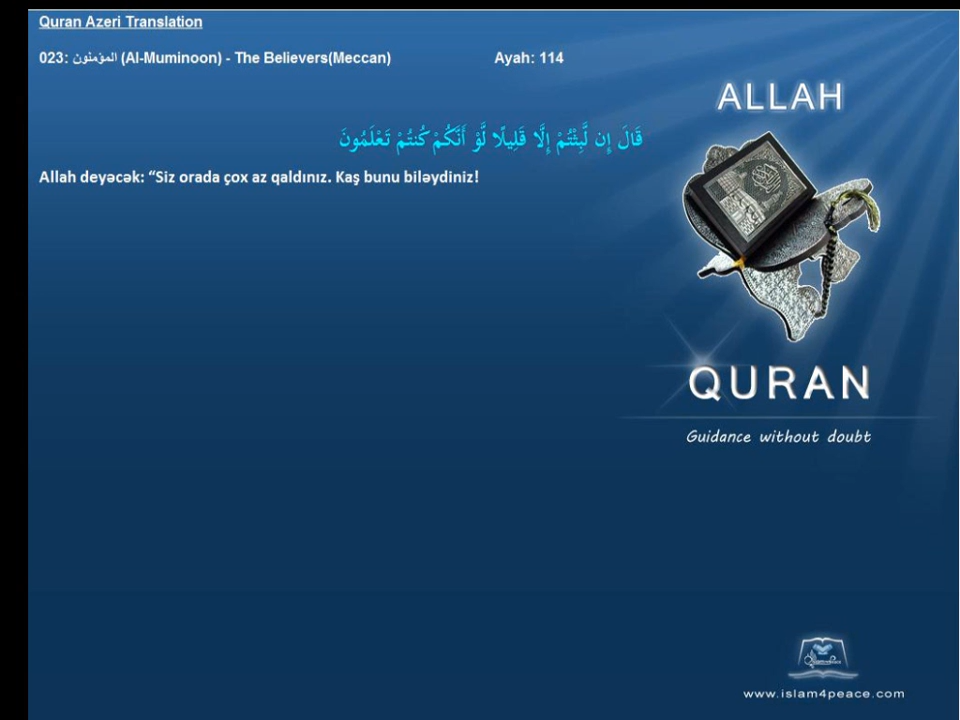 Quran Azeri Translation
023: المؤمنون (Al-Muminoon) - The Believers(Meccan) Ayah: 114
ALLAH
قَالَ إِن لَّبِثْتُمْ إِلَّا قَلِيلًا لَّوْ أَنَّكُمْ كُنتُمْ تَعْلَمُونَ
Allah deyəcək: “Siz orada çox az qaldınız. Kaş bunu biləydiniz!
QURAN
Guidance without doubt
www.islam4peace.com